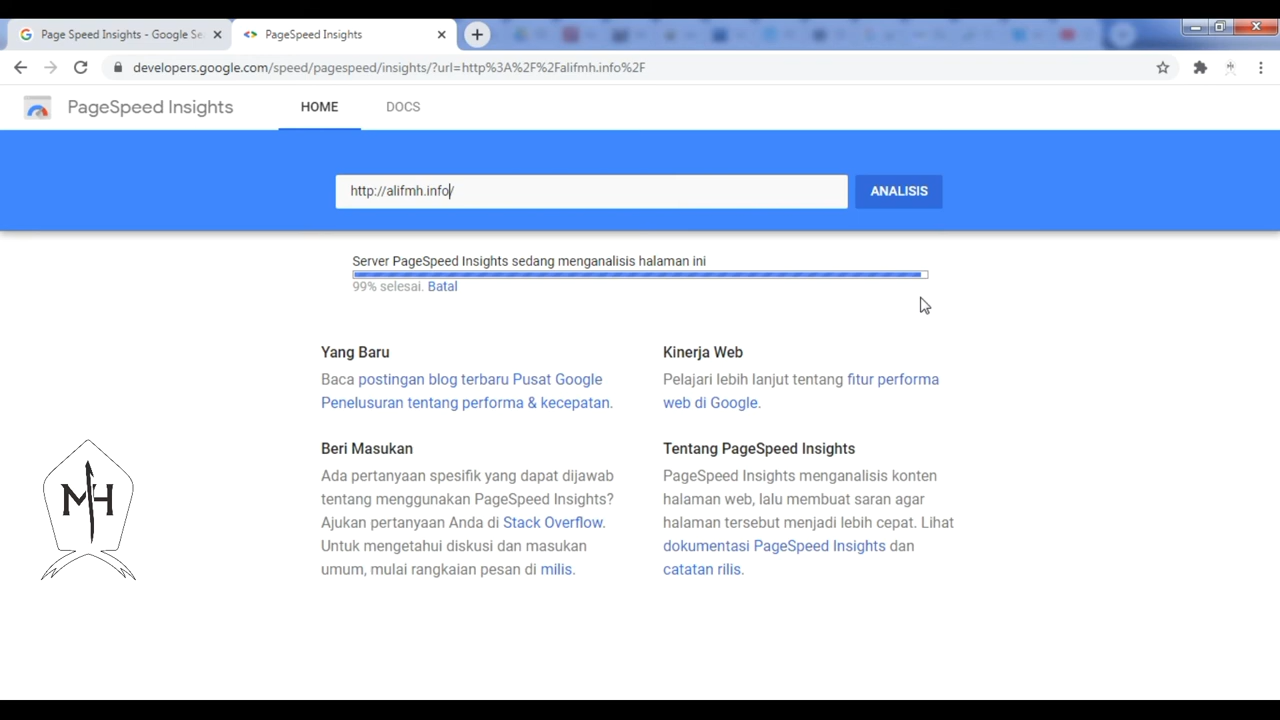 Page Speed Insights - Google Se
PageSpeed Insights
developers.google.com/speed/pagespeed/insights/?url=http%3A%2F%2Falifmh.info%2F
PageSpeed Insights
HOME
DOCS
http://alifmh.info/
ANALISIS
Server PageSpeed Insights sedang menganalisis halaman ini
99% selesai. Batal
Yang Baru
Baca postingan blog terbaru Pusat Google
Penelusuran tentang performa & kecepatan.
Kinerja Web
Pelajari lebih lanjut tentang fitur performa
web di Google.
Beri Masukan
Ada pertanyaan spesifik yang dapat dijawab
tentang menggunakan PageSpeed Insights?
Ajukan pertanyaan Anda di Stack Overflow.
Untuk mengetahui diskusi dan masukan
umum, mulai rangkaian pesan di milis.
Tentang PageSpeed Insights
PageSpeed Insights menganalisis konten
halaman web, lalu membuat saran agar
halaman tersebut menjadi lebih cepat. Lihat
dokumentasi PageSpeed Insights dan
catatan rilis.
MH